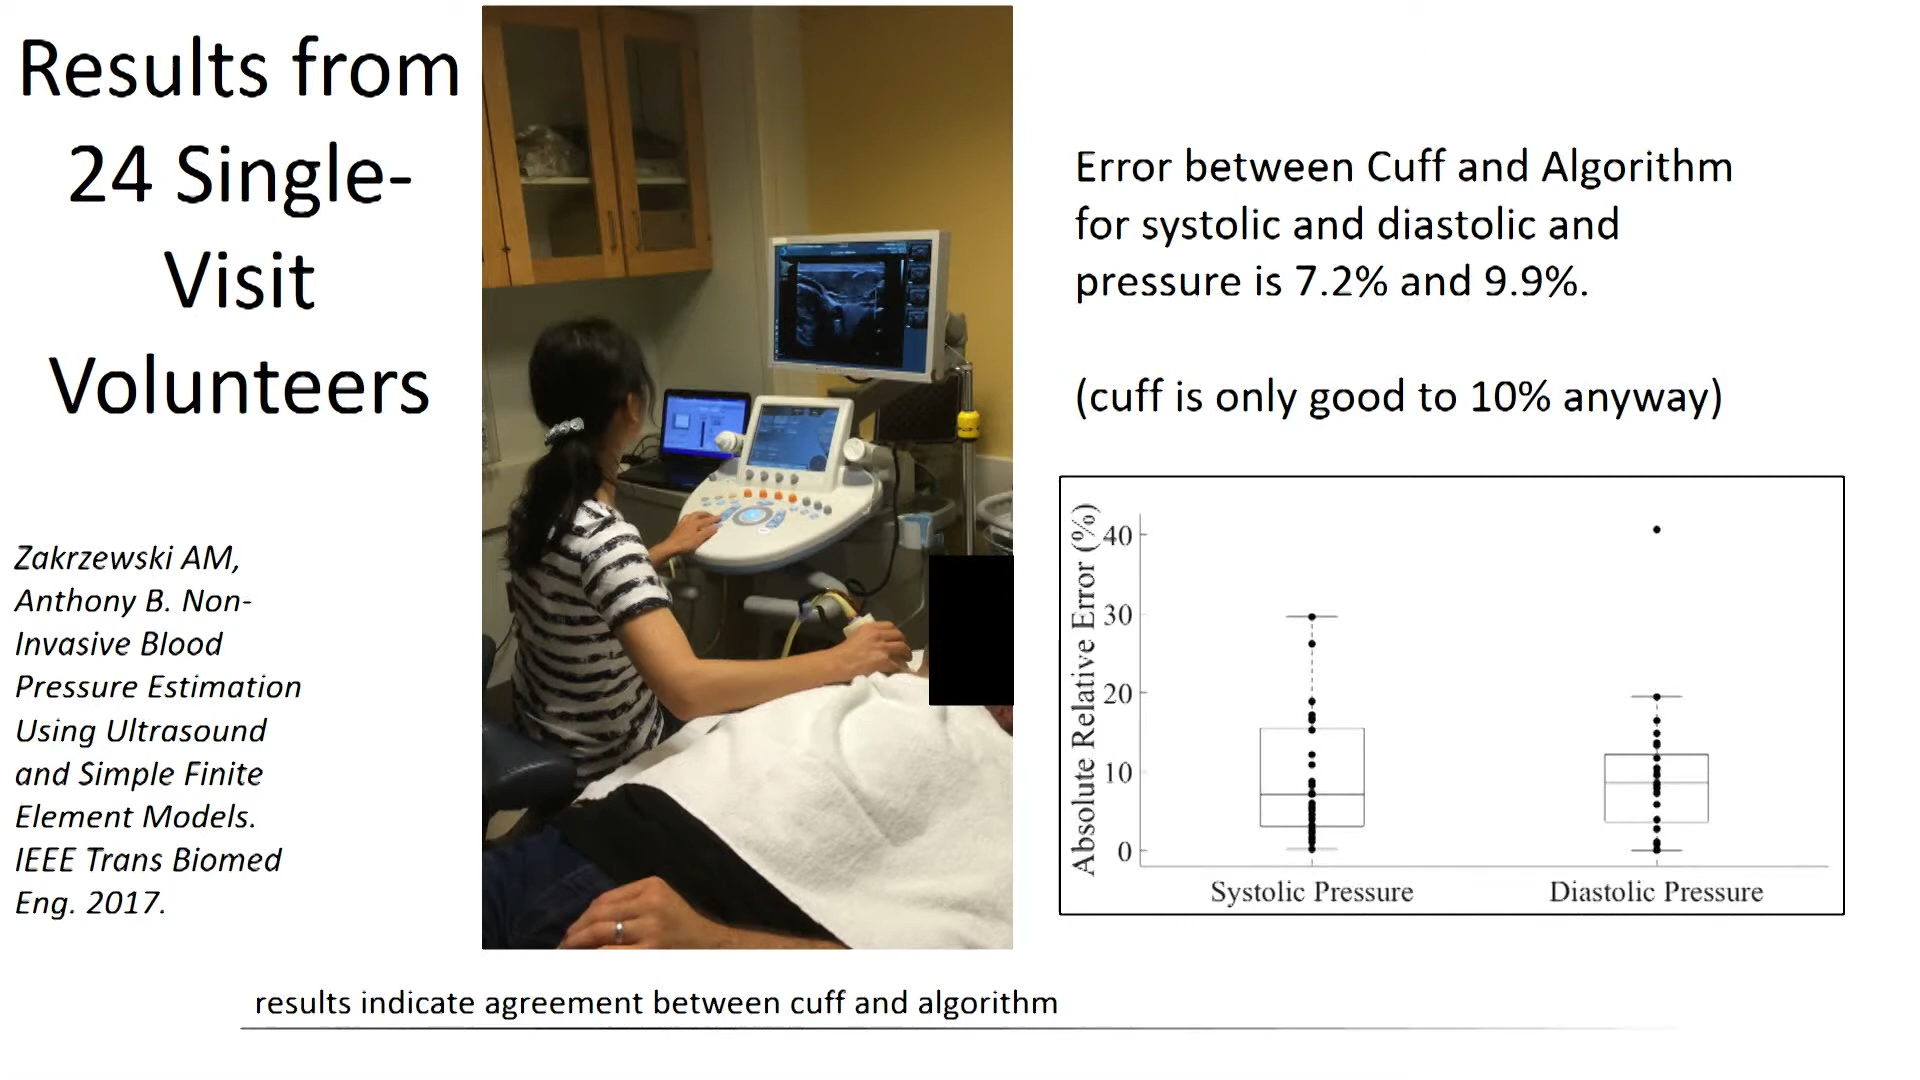 Results from
24 Single-
Visit
Volunteers
Zakrzewski AM,
Anthony B. Non-
Invasive Blood
Pressure Estimation
Using Ultrasound
and Simple Finite
Element Models.
IEEE Trans Biomed
Eng. 2017.
Error between Cuff and Algorithm
for systolic and diastolic and
pressure is 7.2% and 9.9%.
(cuff is only good to 10% anyway)
Absolute Relative Error (%)
40
30
20
10
0
Systolic Pressure
Diastolic Pressure
results indicate agreement between cuff and algorithm